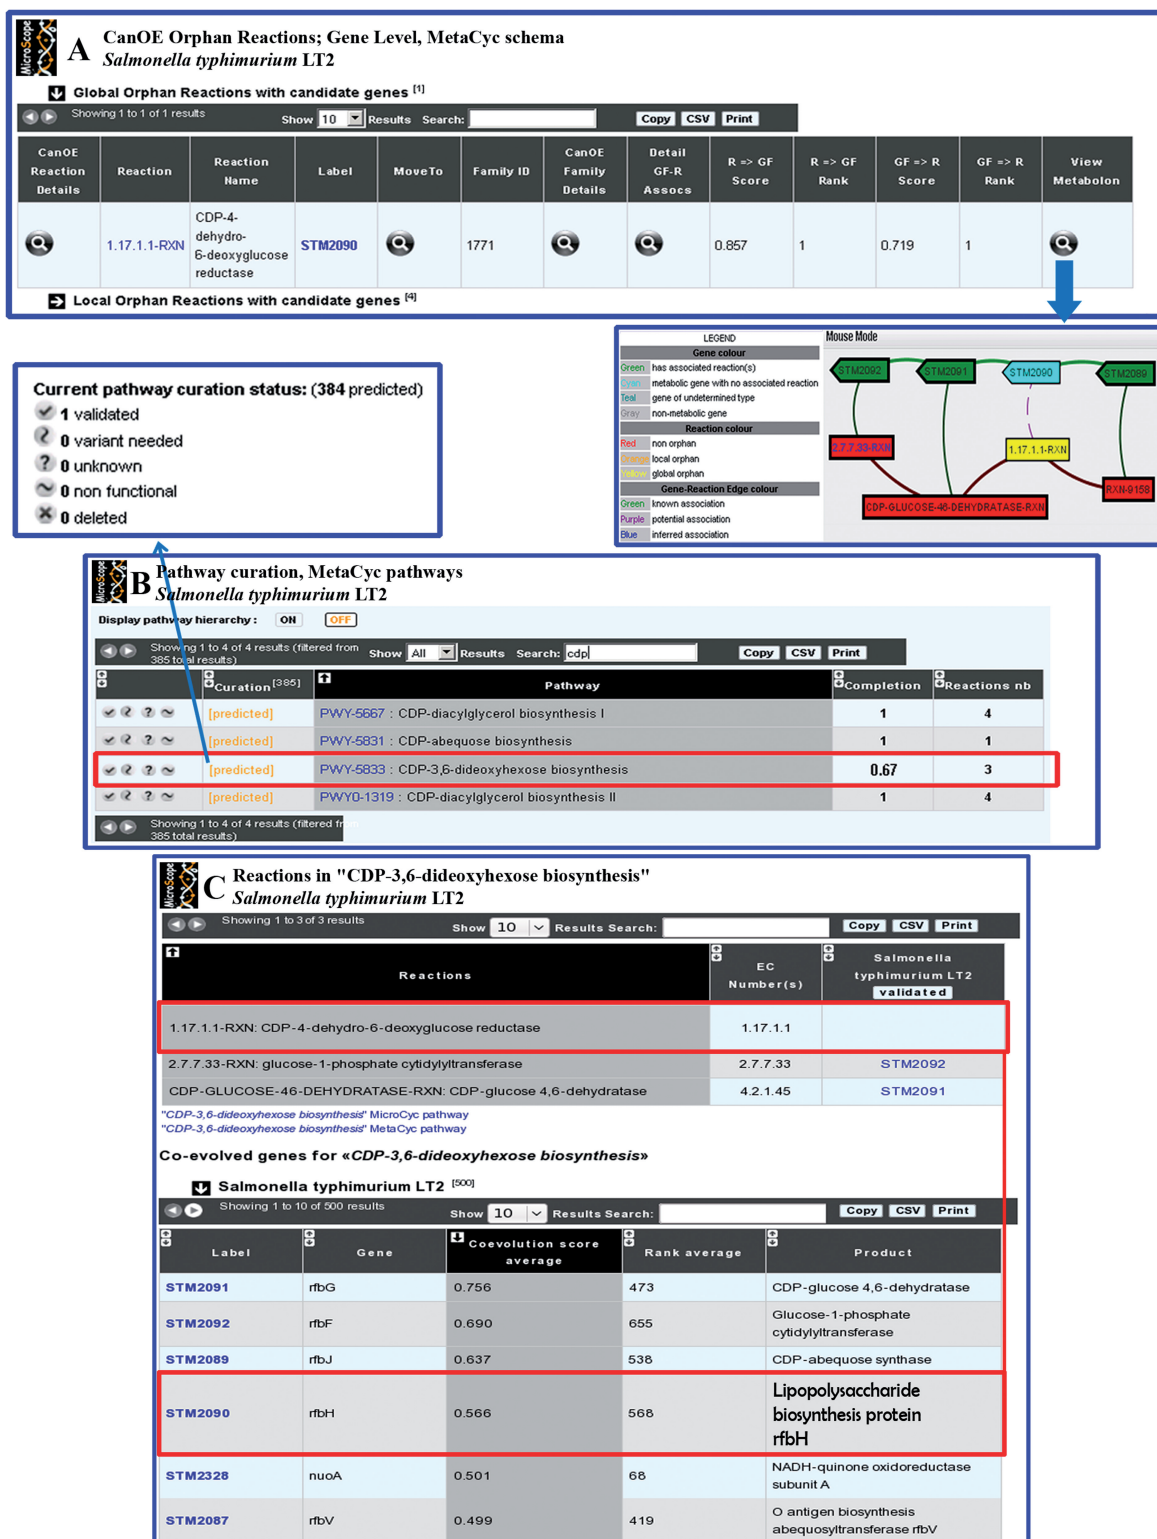 MicroScope
A CanOE Orphan Reactions; Gene Level, MetaCyc schema
Salmonella typhimurium LT2
Global Orphan Reactions with candidate genes [1]
Showing 1 to 1 of 1 results Show 10 Results Search: Copy CSV Print
CanOE Reaction Details Reaction Reaction Name Label MoveTo Family ID CanOE Family Details Detail GF-R Assocs R => GF Score R => GF Rank GF => R Score GF => R Rank View Metabolon
1.17.1.1-RXN CDP-4-dehydro-6-deoxyglucose reductase STM2090 1771 0.857 1 0.719 1
Local Orphan Reactions with candidate genes [4]
LEGEND
Gene colour
Green has associated reaction(s)
Cyan metabolic gene with no associated reaction
Teal gene of undetermined type
Gray non-metabolic gene
Reaction colour
Red non orphan
Orange local orphan
Yellow global orphan
Gene-Reaction Edge colour
Green known association
Purple potential association
Blue inferred association
Mouse Mode
STM2092 STM2091 STM2090 STM2089
2.7.7.33-RXN 1.17.1.1-RXN
RXN-9158
CDP-GLUCOSE-46-DEHYDRATASE-RXN
Current pathway curation status: (384 predicted)
1 validated
0 variant needed
0 unknown
0 non functional
0 deleted
MicroScope
B Pathway curation, MetaCyc pathways
Salmonella typhimurium LT2
Display pathway hierarchy : ON OFF
Showing 1 to 4 of 4 results (filtered from 385 total results) Show All Results Search: cdp Copy CSV Print
Curation [385] Pathway Completion Reactions nb
[predicted] PWY-5667 : CDP-diacylglycerol biosynthesis I 1 4
[predicted] PWY-5831 : CDP-abequose biosynthesis 1 1
[predicted] PWY-5833 : CDP-3,6-dideoxyhexose biosynthesis 0.67 3
[predicted] PWY0-1319 : CDP-diacylglycerol biosynthesis II 1 4
Showing 1 to 4 of 4 results (filtered fr
385 total results)
MicroScope
C Reactions in "CDP-3,6-dideoxyhexose biosynthesis"
Salmonella typhimurium LT2
Showing 1 to 3 of 3 results Show 10 Results Search: Copy CSV Print
Reactions EC Number(s) Salmonella typhimurium LT2 validated
1.17.1.1-RXN: CDP-4-dehydro-6-deoxyglucose reductase 1.17.1.1
2.7.7.33-RXN: glucose-1-phosphate cytidylyltransferase 2.7.7.33 STM2092
CDP-GLUCOSE-46-DEHYDRATASE-RXN: CDP-glucose 4,6-dehydratase 4.2.1.45 STM2091
"CDP-3,6-dideoxyhexose biosynthesis" MicroCyc pathway
"CDP-3,6-dideoxyhexose biosynthesis" MetaCyc pathway
Co-evolved genes for «CDP-3,6-dideoxyhexose biosynthesis»
Salmonella typhimurium LT2 [500]
Showing 1 to 10 of 500 results Show 10 Results Search: Copy CSV Print
Label Gene Coevolution score average Rank average Product
STM2091 rfbG 0.756 473 CDP-glucose 4,6-dehydratase
STM2092 rfbF 0.690 655 Glucose-1-phosphate cytidylyltransferase
STM2089 rfbJ 0.637 538 CDP-abequose synthase
STM2090 rfbH 0.566 568 Lipopolysaccharide biosynthesis protein rfbH
STM2328 nuoA 0.501 68 NADH-quinone oxidoreductase subunit A
STM2087 rfbV 0.499 419 O antigen biosynthesis abequosyltransferase rfbV